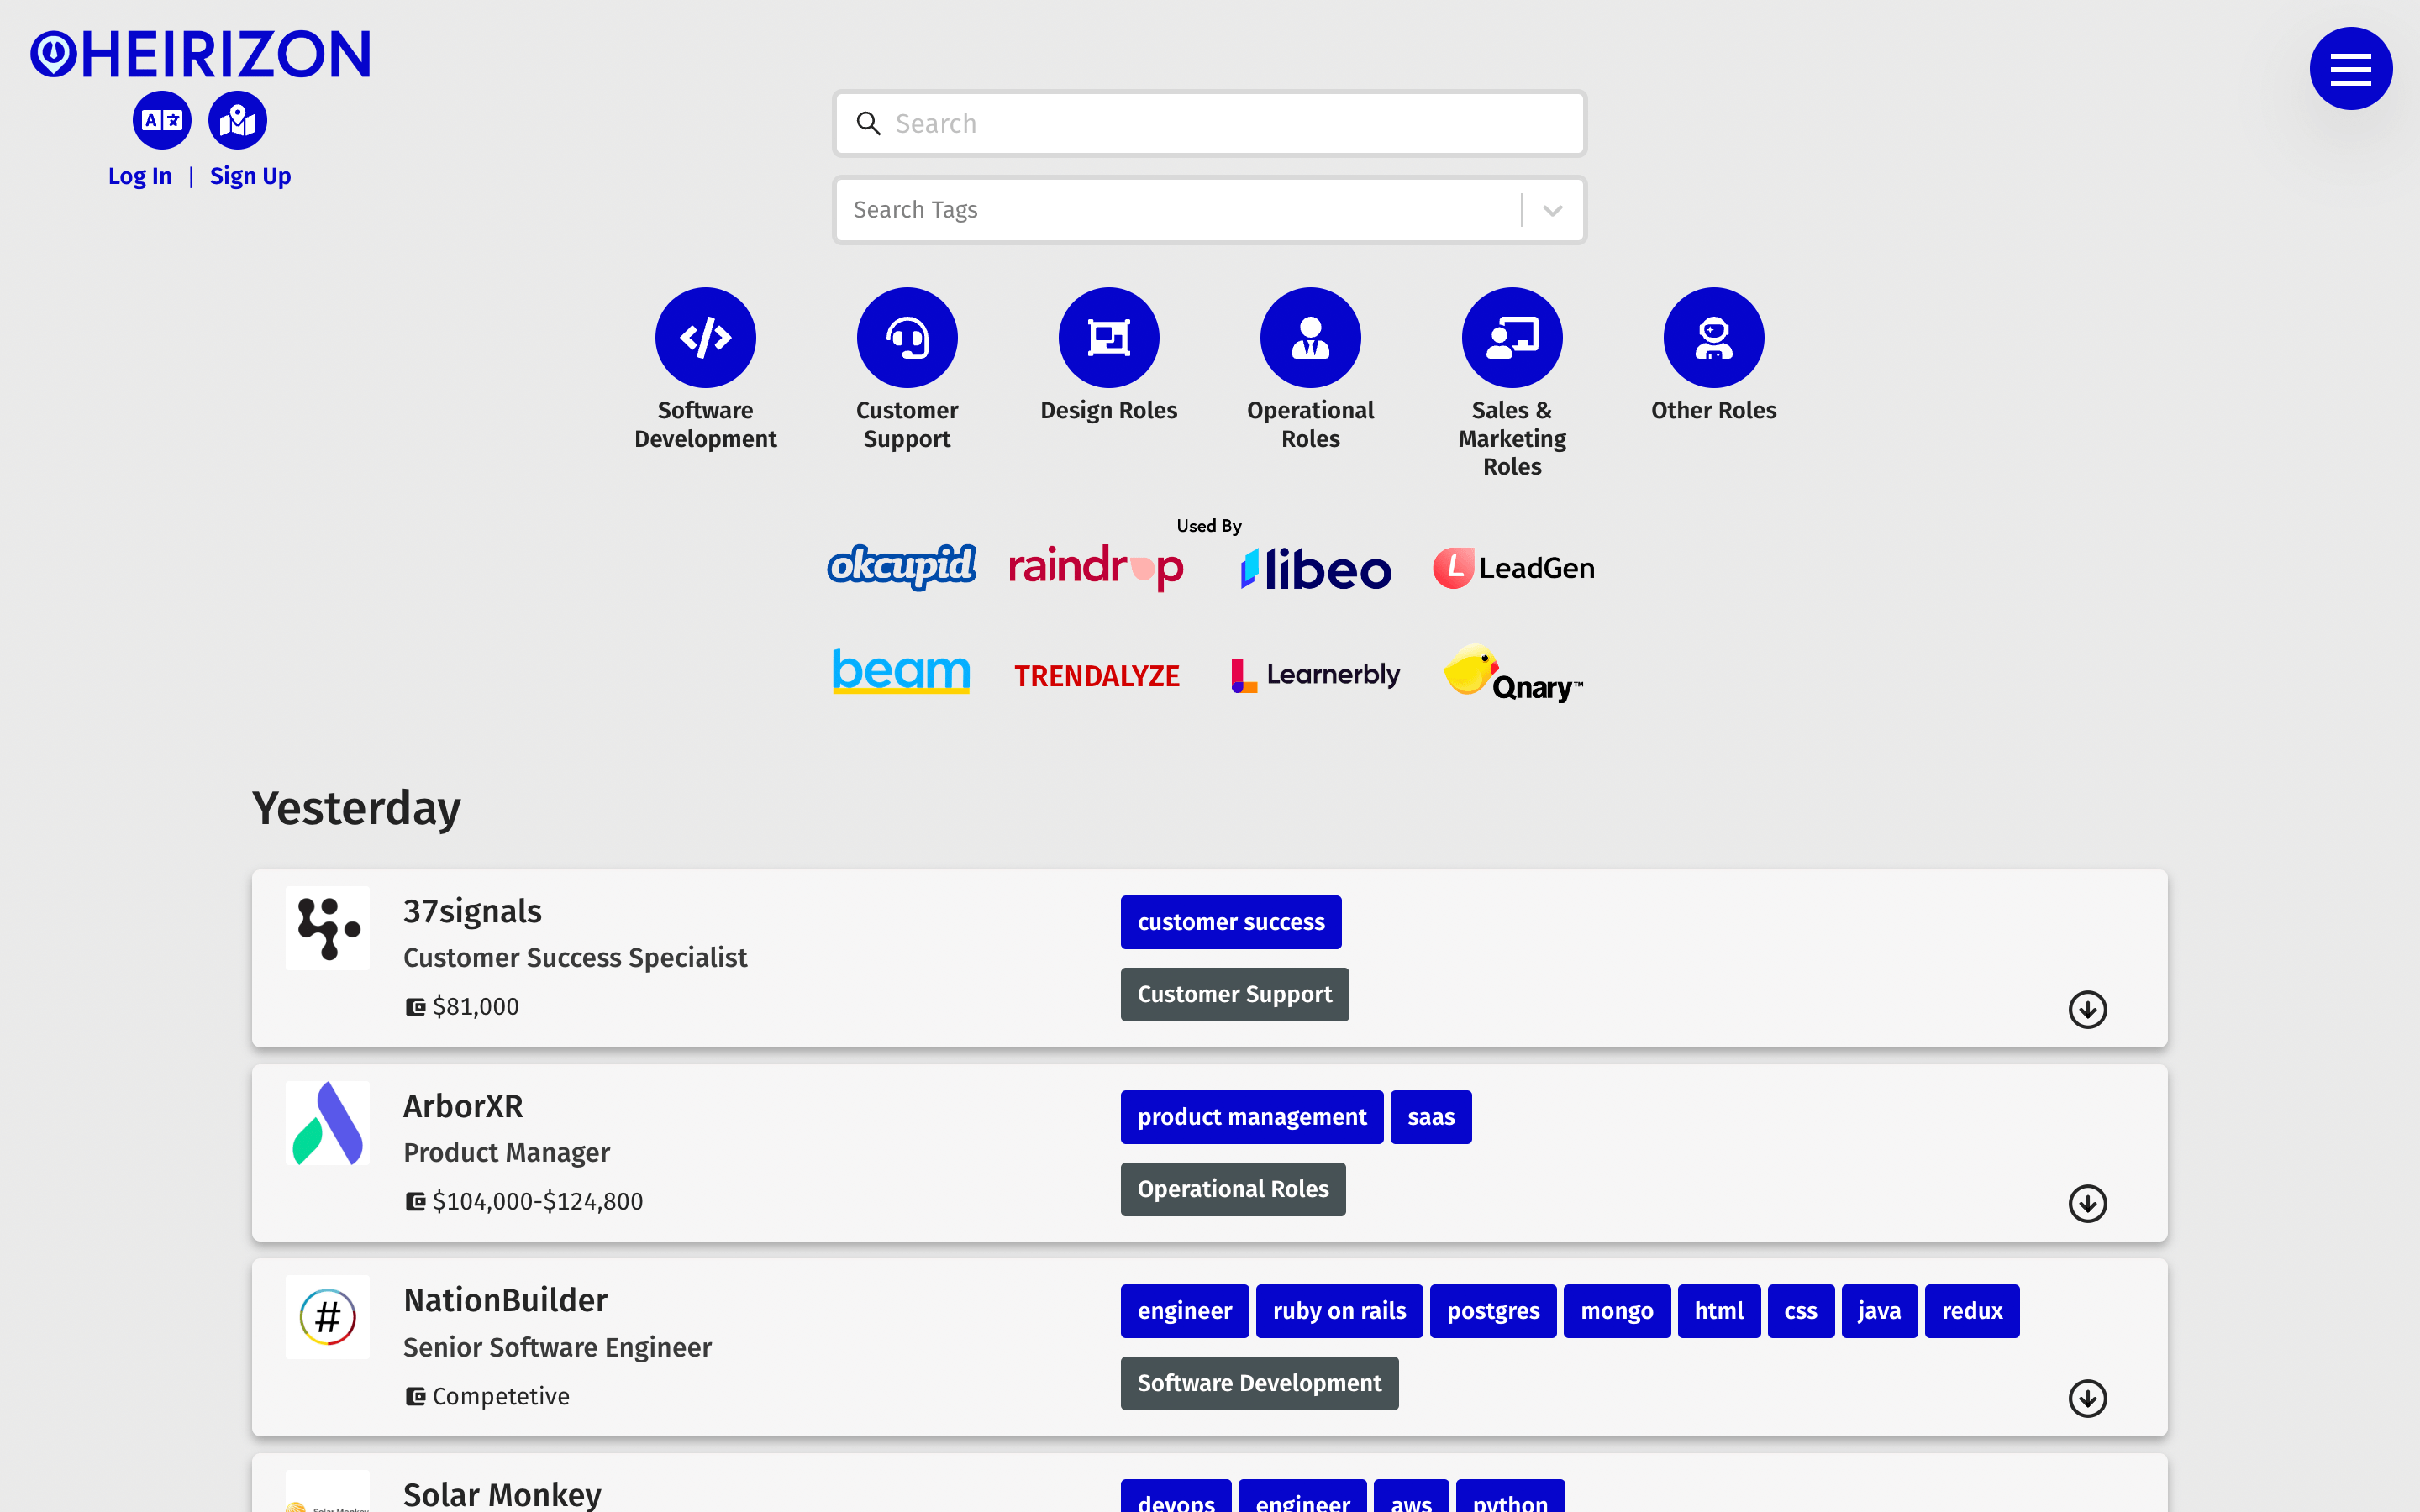 HEIRIZON
Log In | Sign Up
Search
Search Tags
Software
Development
Customer
Support
Design Roles
Operational
Roles
Sales &
Marketing
Roles
Other Roles
Used By
okcupid
raindrop
libeo
LeadGen
beam
TRENDALYZE
Learnerbly
Qnary™
Yesterday
37signals
Customer Success Specialist
$81,000
customer success
Customer Support
ArborXR
Product Manager
$104,000-$124,800
product management
saas
Operational Roles
NationBuilder
Senior Software Engineer
Competetive
engineer
ruby on rails
postgres
mongo
html
css
java
redux
Software Development
Solar Monkey
devops
engineer
aws
python